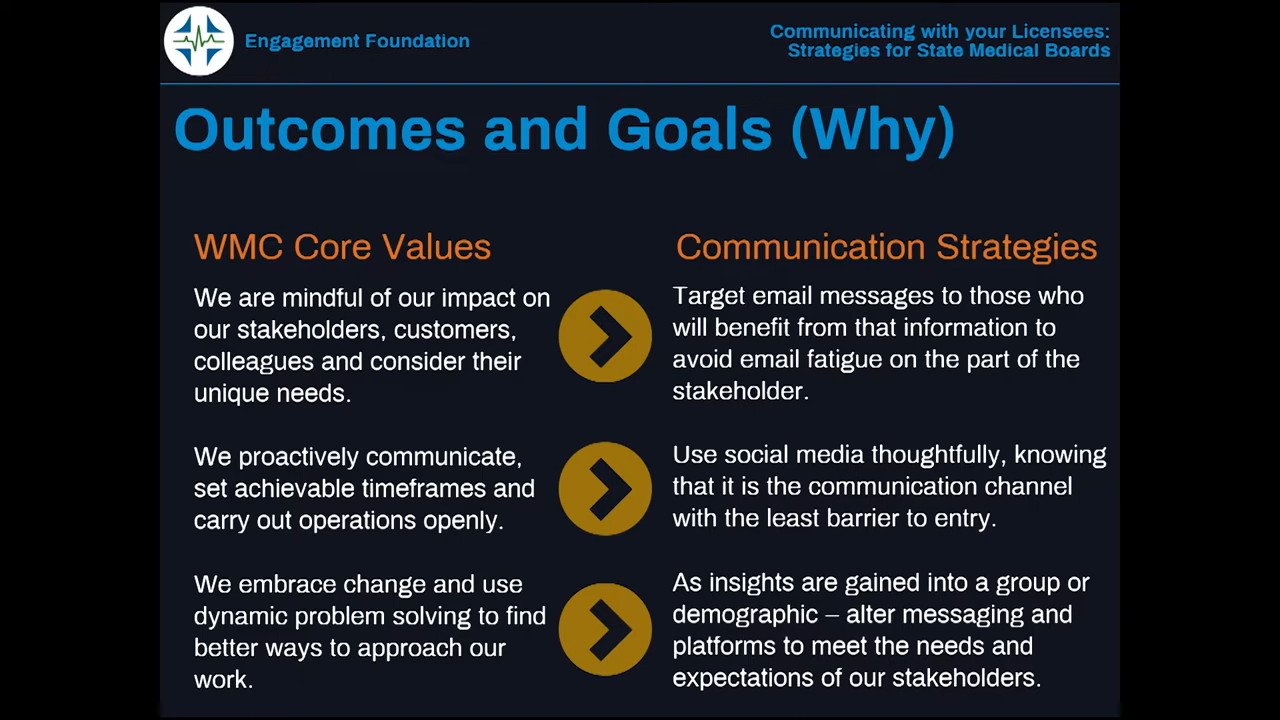 Engagement Foundation
Communicating with your Licensees:
Strategies for State Medical Boards
Outcomes and Goals (Why)
WMC Core Values
We are mindful of our impact on
our stakeholders, customers,
colleagues and consider their
unique needs.
We proactively communicate,
set achievable timeframes and
carry out operations openly.
We embrace change and use
dynamic problem solving to find
better ways to approach our
work.
Communication Strategies
Target email messages to those who
will benefit from that information to
avoid email fatigue on the part of the
stakeholder.
Use social media thoughtfully, knowing
that it is the communication channel
with the least barrier to entry.
As insights are gained into a group or
demographic – alter messaging and
platforms to meet the needs and
expectations of our stakeholders.